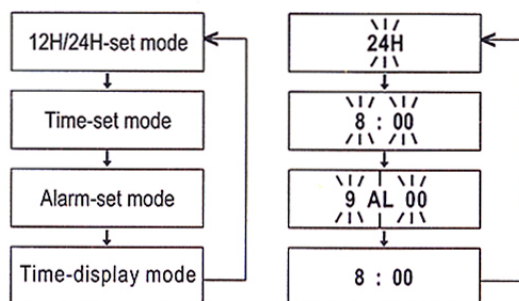 12H/24H-set mode
Time-set mode
Alarm-set mode
Time-display mode
24H
8 : 00
9 AL 00
8 : 00